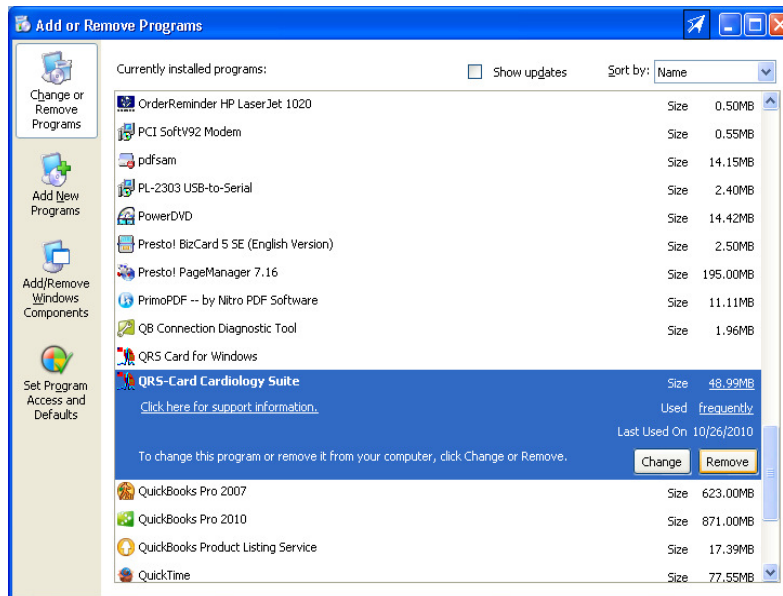 Add or Remove Programs
Change or
Remove
Programs
Add New
Programs
Add/Remove
Windows
Components
Set Program
Access and
Defaults
Currently installed programs:
Show updates
Sort by: Name
OrderReminder HP LaserJet 1020 Size 0.50MB
PCI SoftV92 Modem Size 0.55MB
pdfsam Size 14.15MB
PL-2303 USB-to-Serial Size 2.40MB
PowerDVD Size 14.42MB
Presto! BizCard 5 SE (English Version) Size 2.50MB
Presto! PageManager 7.16 Size 195.00MB
PrimoPDF -- by Nitro PDF Software Size 11.11MB
QB Connection Diagnostic Tool Size 1.96MB
QRS Card for Windows
QRS-Card Cardiology Suite Size 48.99MB
Click here for support information. Used frequently
Last Used On 10/26/2010
To change this program or remove it from your computer, click Change or Remove. Change Remove
QuickBooks Pro 2007 Size 623.00MB
QuickBooks Pro 2010 Size 871.00MB
QuickBooks Product Listing Service Size 17.39MB
QuickTime Size 77.55MB